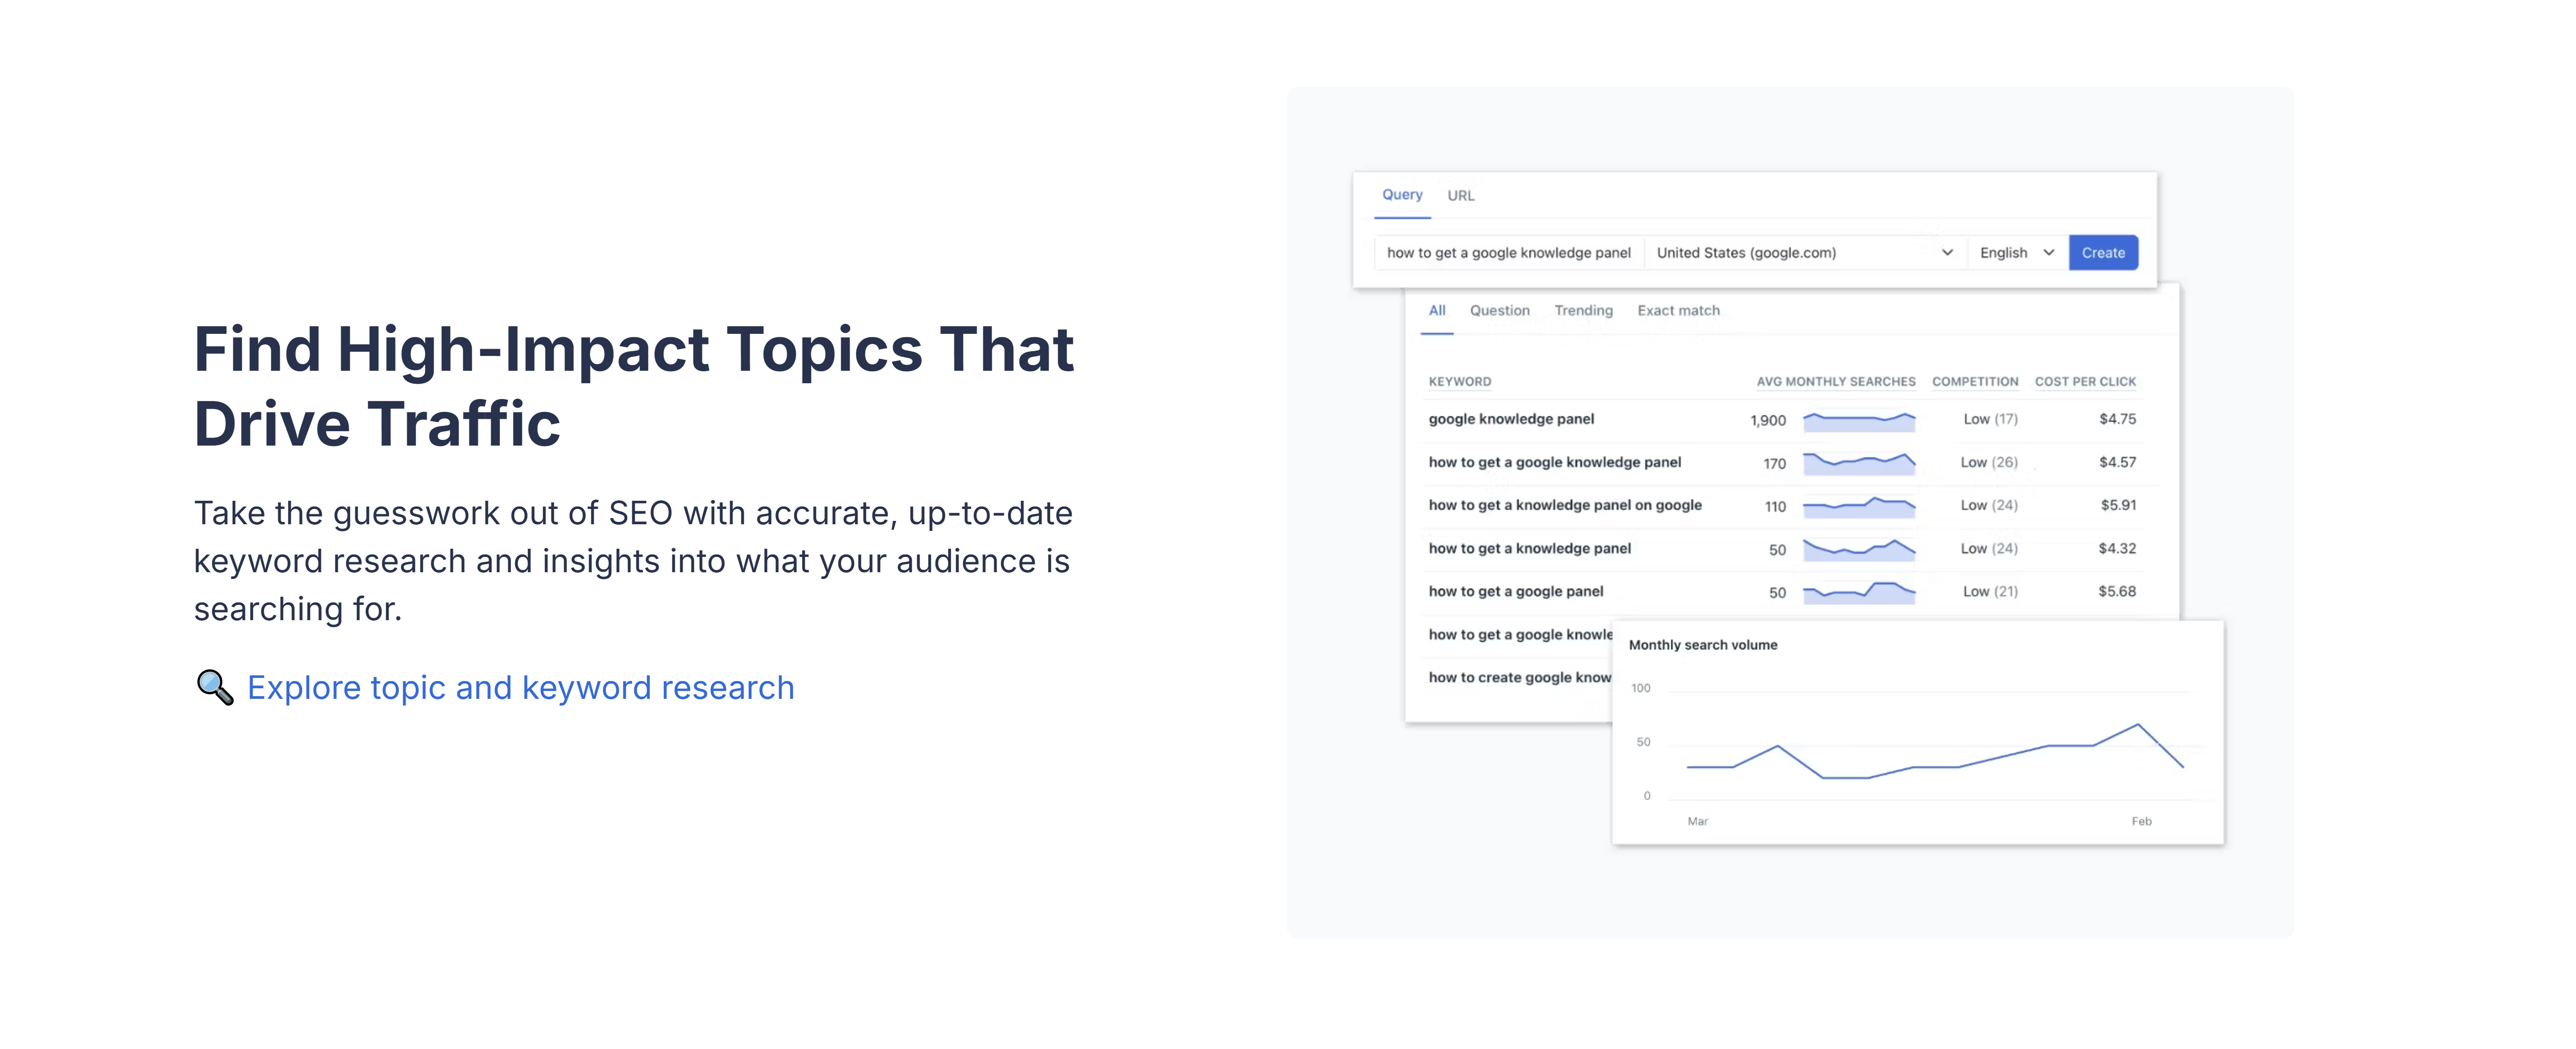 Find High-Impact Topics That
Drive Traffic
Take the guesswork out of SEO with accurate, up-to-date
keyword research and insights into what your audience is
searching for.
🔍 Explore topic and keyword research
Query URL
how to get a google knowledge panel United States (google.com) English Create
All Question Trending Exact match
KEYWORD AVG MONTHLY SEARCHES COMPETITION COST PER CLICK
google knowledge panel 1,900 Low (17) $4.75
how to get a google knowledge panel 170 Low (26) $4.57
how to get a knowledge panel on google 110 Low (24) $5.91
how to get a knowledge panel 50 Low (24) $4.32
how to get a google panel 50 Low (21) $5.68
how to get a google knowle
how to create google know
Monthly search volume
100
50
0
Mar Feb